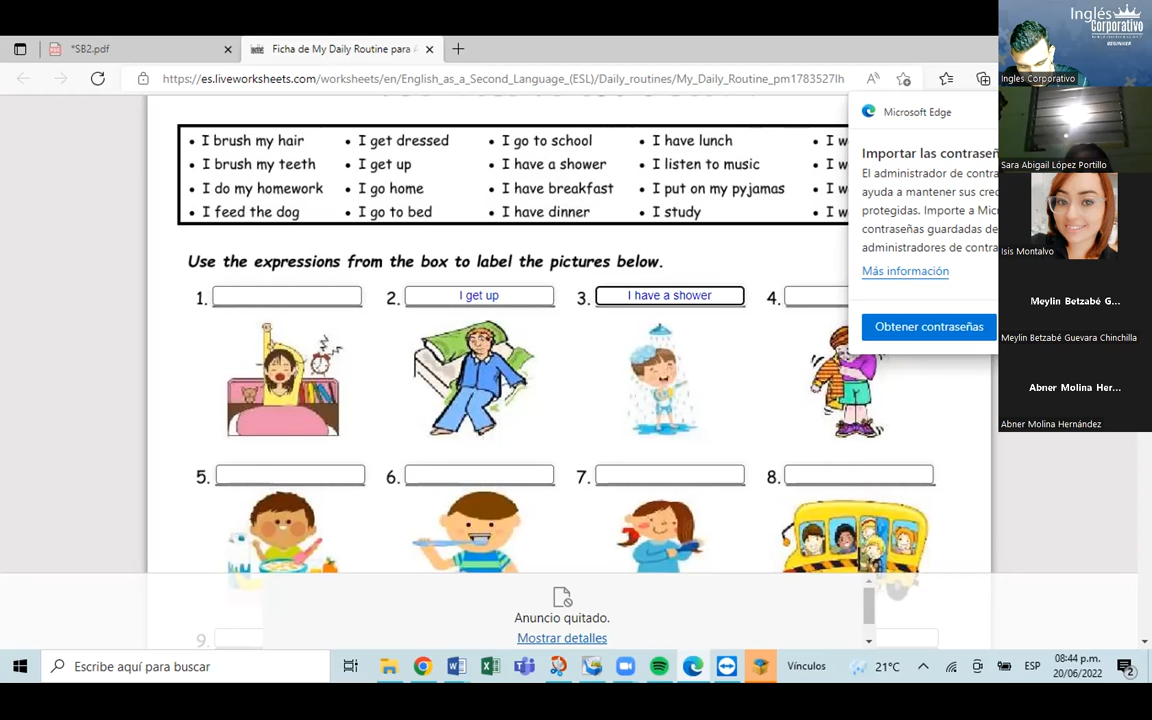 *SB2.pdf
Ficha de My Daily Routine para
https://es.liveworksheets.com/worksheets/en/English_as_a_Second_Language_(ESL)/Daily_routines/My_Daily_Routine_pm1783527lh
Inglés
Corporativo
BEGINNER
Ingles Corporativo
Sara Abigail López Portillo
Isis Montalvo
Meylin Betzabé G...
Meylin Betzabé Guevara Chinchilla
Abner Molina Her...
Abner Molina Hernández
Microsoft Edge
Importar las contraseñ
El administrador de contra
ayuda a mantener sus cred
protegidas. Importe a Micr
contraseñas guardadas de
administradores de contra
Más información
Obtener contraseñas
• I brush my hair • I get dressed • I go to school • I have lunch • I w
• I brush my teeth • I get up • I have a shower • I listen to music • I w
• I do my homework • I go home • I have breakfast • I put on my pyjamas • I w
• I feed the dog • I go to bed • I have dinner • I study • I w
Use the expressions from the box to label the pictures below.
1. 2. I get up 3. I have a shower 4.
5. 6. 7. 8.
9.
Anuncio quitado.
Mostrar detalles
Escribe aquí para buscar
Vínculos
21°C
ESP
08:44 p.m.
20/06/2022
2